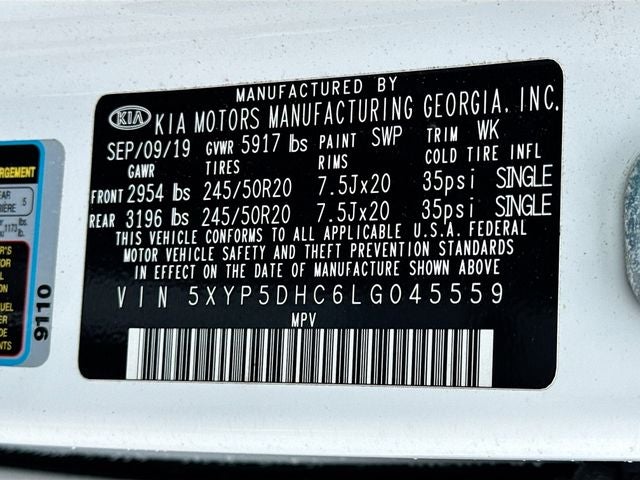 MANUFACTURED BY
KIA KIA MOTORS MANUFACTURING GEORGIA, INC.
SEP/09/19 GVWR 5917 lbs PAINT SWP TRIM WK
GAWR TIRES RIMS COLD TIRE INFL
FRONT 2954 lbs 245/50R20 7.5Jx20 35psi SINGLE
REAR 3196 lbs 245/50R20 7.5Jx20 35psi SINGLE
THIS VEHICLE CONFORMS TO ALL APPLICABLE U.S.A. FEDERAL
MOTOR VEHICLE SAFETY AND THEFT PREVENTION STANDARDS
IN EFFECT ON THE DATE OF MANUFACTURE SHOWN ABOVE
VIN 5XYP5DHC6LG045559
MPV
9110